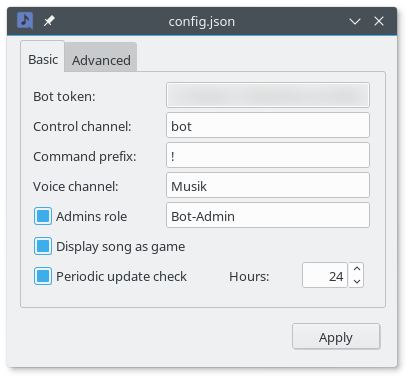 config.json
Basic Advanced
Bot token:
Control channel: bot
Command prefix: !
Voice channel: Musik
Admins role Bot-Admin
Display song as game
Periodic update check Hours: 24
Apply